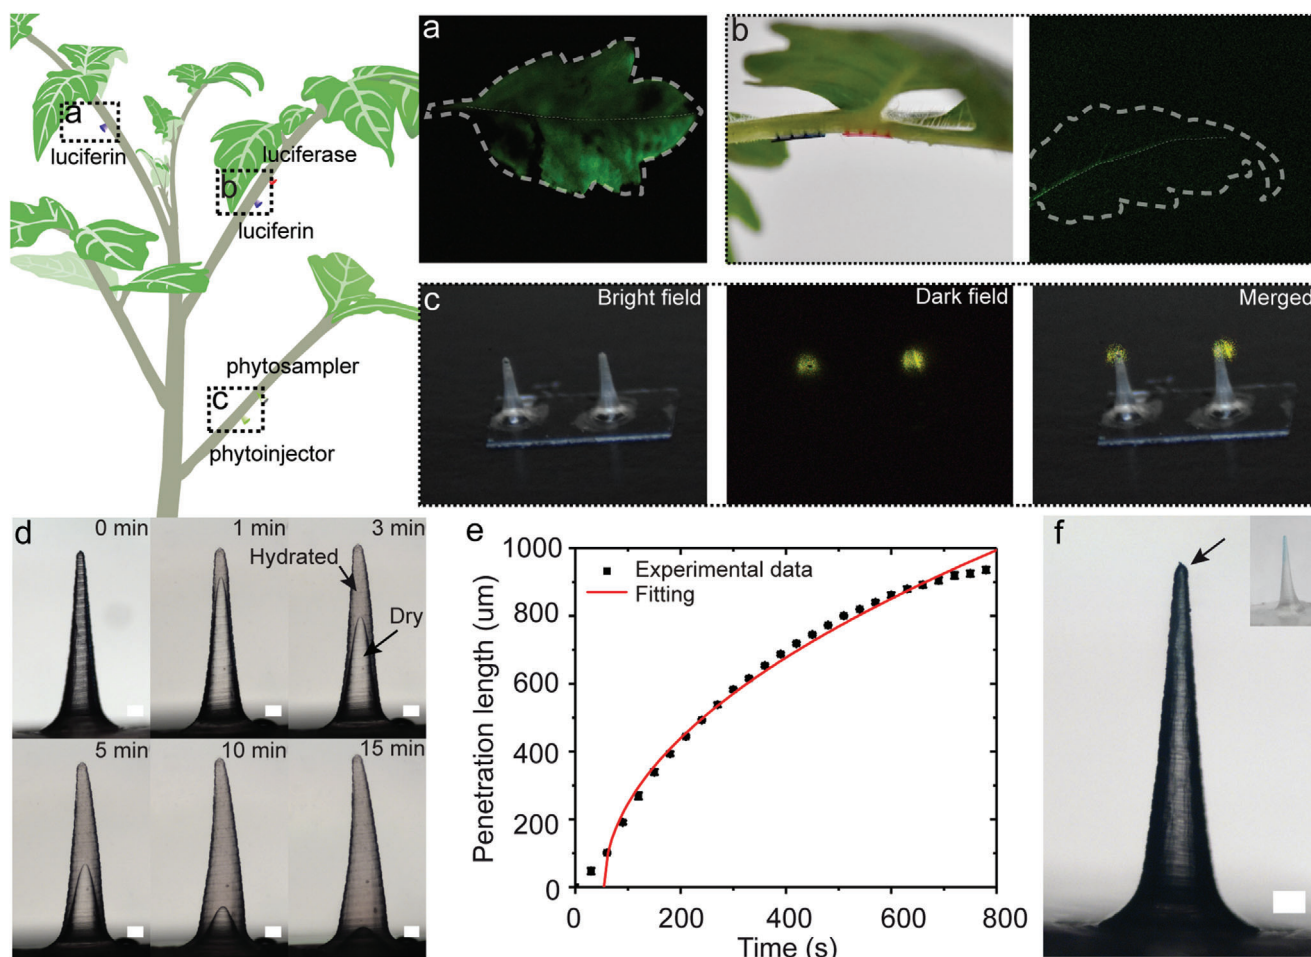 a
luciferin
luciferase
b
luciferin
phytosampler
c
phytoinjector
a
b
c
Bright field
Dark field
Merged
d
0 min
1 min
3 min
Hydrated
Dry
5 min
10 min
15 min
e
Penetration length (um)
1000
800
600
400
200
0
Experimental data
Fitting
0
200
400
600
800
Time (s)
f